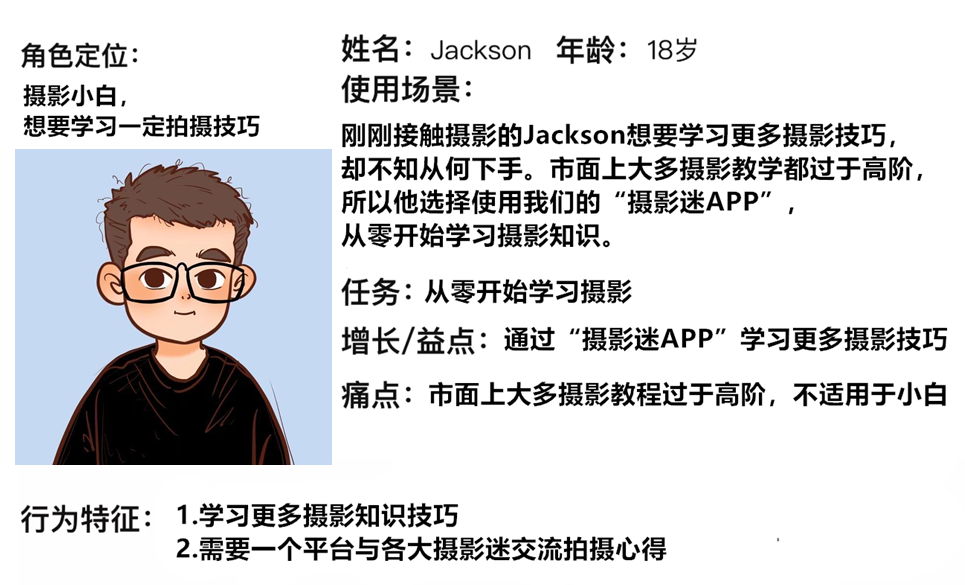 角色定位：
摄影小白，
想要学习一定拍摄技巧
姓名：Jackson 年龄：18岁
使用场景：
刚刚接触摄影的Jackson想要学习更多摄影技巧，
却不知从何下手。市面上大多摄影教学都过于高阶，
所以他选择使用我们的“摄影迷APP”，
从零开始学习摄影知识。
任务：从零开始学习摄影
增长/益点：通过“摄影迷APP”学习更多摄影技巧
痛点：市面上大多摄影教程过于高阶，不适用于小白
行为特征：1.学习更多摄影知识技巧
2.需要一个平台与各大摄影迷交流拍摄心得